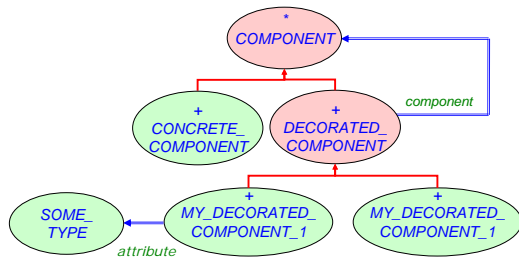 *
COMPONENT
component
+
CONCRETE_
COMPONENT
+
DECORATED_
COMPONENT
SOME_
TYPE
attribute
+
MY_DECORATED_
COMPONENT_1
+
MY_DECORATED_
COMPONENT_1